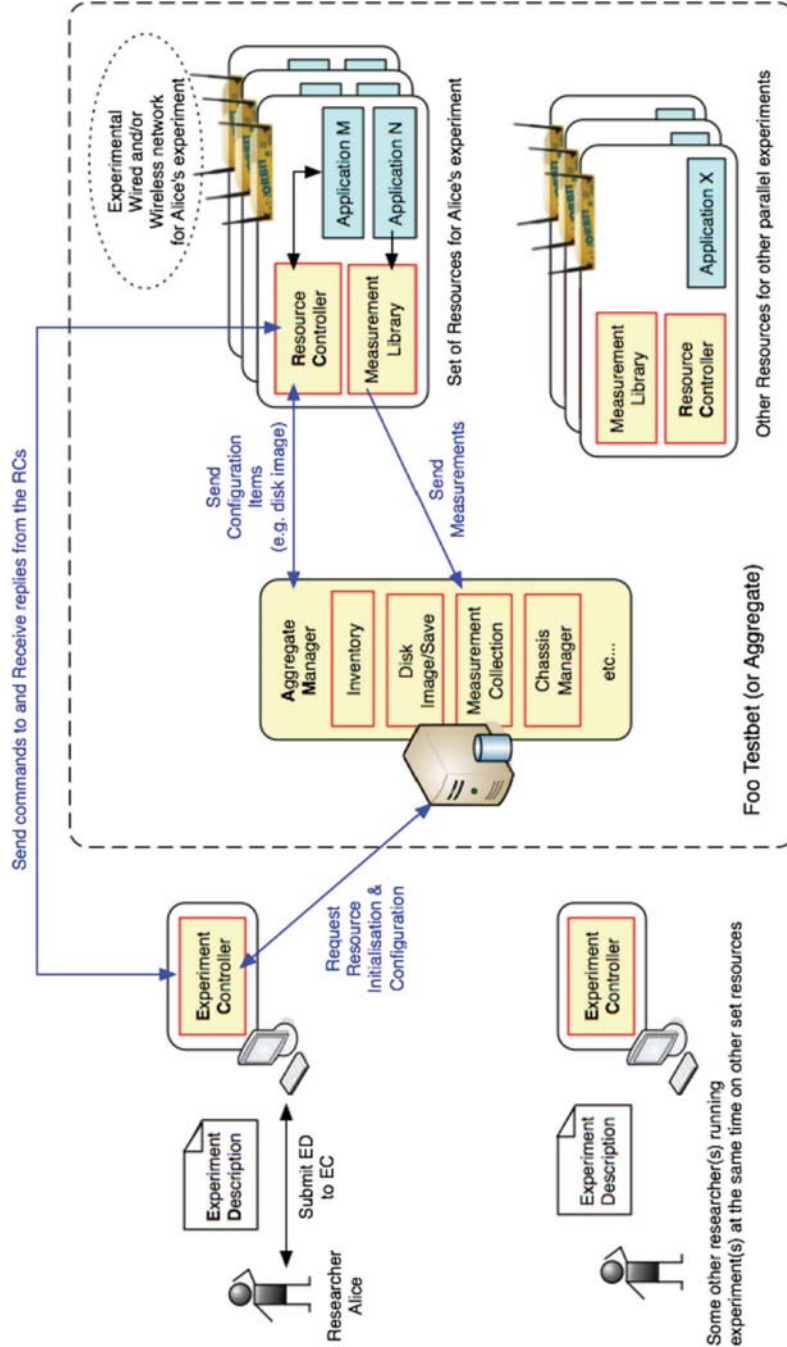 Send commands to and Receive replies from the RCs
Experimental
Wired and/or
Wireless network
for Alice's experiment
Researcher
Alice
Submit ED
to EC
Experiment
Description
Experiment
Controller
Request
Resource
Initialisation &
Configuration
Aggregate
Manager
Inventory
Disk
Image/Save
Measurement
Collection
Chassis
Manager
etc...
Send
Configuration
Items
(e.g. disk image)
Send
Measurements
Resource
Controller
Measurement
Library
Application M
Application N
ORBIT
Set of Resources for Alice's experiment
Some other researcher(s) running
experiment(s) at the same time on other set resources
Experiment
Description
Experiment
Controller
Foo Testbet (or Aggregate)
Measurement
Library
Resource
Controller
Application X
ORBIT
Other Resources for other parallel experiments